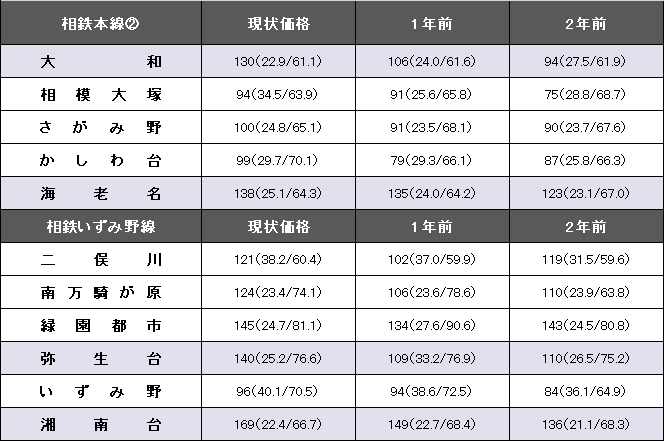 相鉄本線② 現状価格 1年前 2年前
大和 130(22.9/61.1) 106(24.0/61.6) 94(27.5/61.9)
相模大塚 94(34.5/63.9) 91(25.6/65.8) 75(28.8/68.7)
さがみ野 100(24.8/65.1) 91(23.5/68.1) 90(23.7/67.6)
かしわ台 99(29.7/70.1) 79(29.3/66.1) 87(25.8/66.3)
海老名 138(25.1/64.3) 135(24.0/64.2) 123(23.1/67.0)
相鉄いずみ野線 現状価格 1年前 2年前
二俣川 121(38.2/60.4) 102(37.0/59.9) 119(31.5/59.6)
南万騎が原 124(23.4/74.1) 106(23.6/78.6) 110(23.9/63.8)
緑園都市 145(24.7/81.1) 134(27.6/90.6) 143(24.5/80.8)
弥生台 140(25.2/76.6) 109(33.2/76.9) 110(26.5/75.2)
いずみ野 96(40.1/70.5) 94(38.6/72.5) 84(36.1/64.9)
湘南台 169(22.4/66.7) 149(22.7/68.4) 136(21.1/68.3)